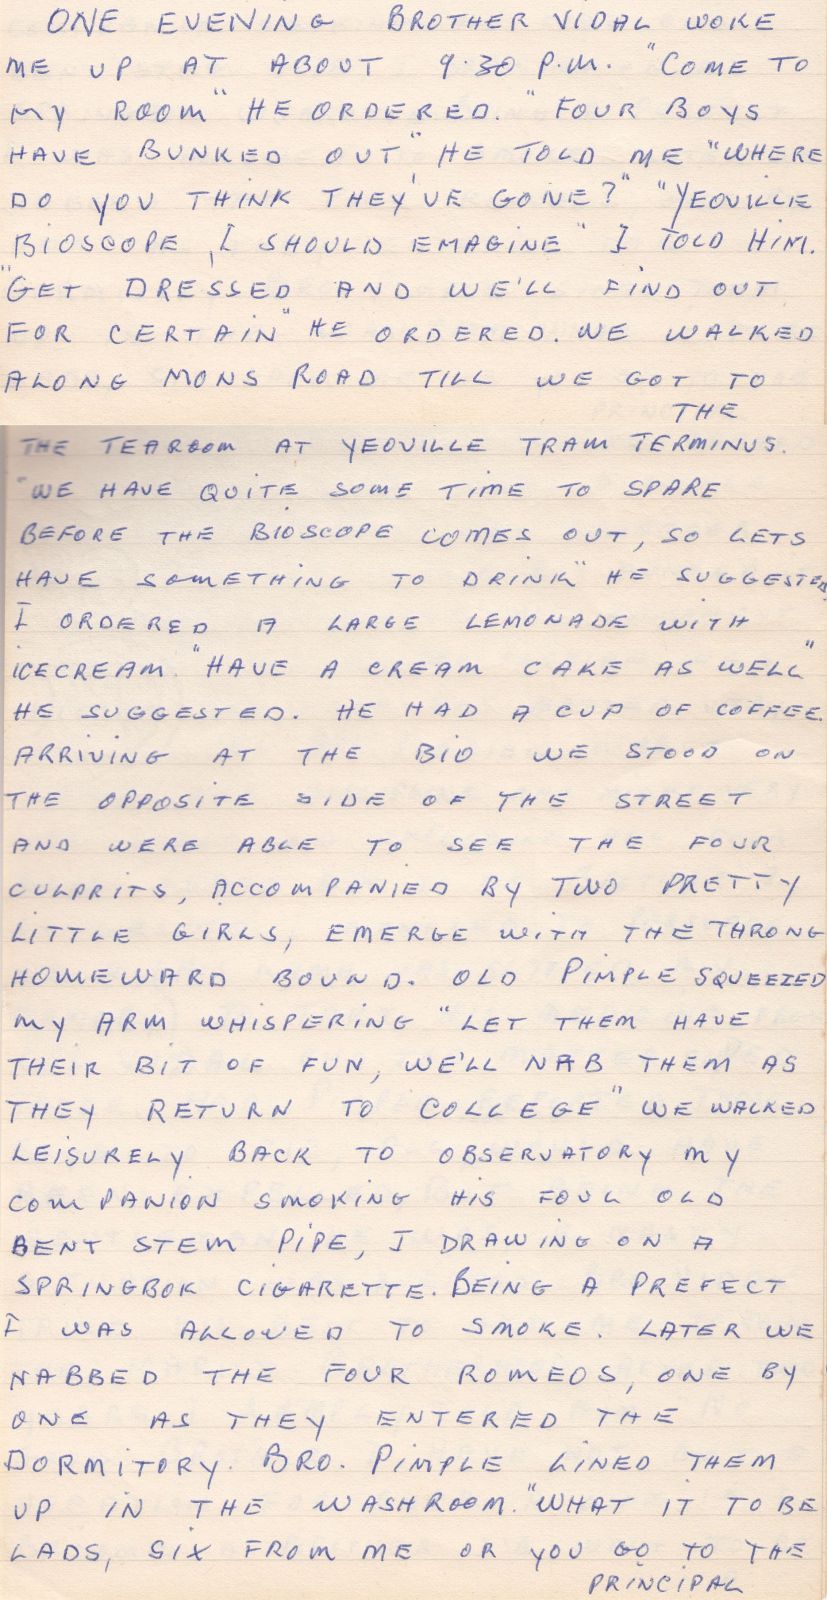 ONE EVENING BROTHER VIDAL WOKE
ME UP AT ABOUT 9.30 P.M. "COME TO
MY ROOM" HE ORDERED. "FOUR BOYS
HAVE BUNKED OUT" HE TOLD ME "WHERE
DO YOU THINK THEY'VE GONE?" "YEOVILLE
BIOSCOPE, I SHOULD EMAGINE" I TOLD HIM.
"GET DRESSED AND WE'LL FIND OUT
FOR CERTAIN" HE ORDERED. WE WALKED
ALONG MONS ROAD TILL WE GOT TO
THE
THE TEAROOM AT YEOVILLE TRAM TERMINUS.
"WE HAVE QUITE SOME TIME TO SPARE
BEFORE THE BIOSCOPE COMES OUT, SO LETS
HAVE SOMETHING TO DRINK" HE SUGGESTED.
I ORDERED A LARGE LEMONADE WITH
ICECREAM. "HAVE A CREAM CAKE AS WELL"
HE SUGGESTED. HE HAD A CUP OF COFFEE.
ARRIVING AT THE BIO WE STOOD ON
THE OPPOSITE SIDE OF THE STREET
AND WERE ABLE TO SEE THE FOUR
CULPRITS, ACCOMPANIED BY TWO PRETTY
LITTLE GIRLS, EMERGE WITH THE THRONG
HOMEWARD BOUND. OLD PIMPLE SQUEEZED
MY ARM WHISPERING "LET THEM HAVE
THEIR BIT OF FUN, WE'LL NAB THEM AS
THEY RETURN TO COLLEGE" WE WALKED
LEISURELY BACK TO OBSERVATORY MY
COMPANION SMOKING HIS FOUL OLD
BENT STEM PIPE, I DRAWING ON A
SPRINGBOK CIGARETTE. BEING A PREFECT
I WAS ALLOWED TO SMOKE. LATER WE
NABBED THE FOUR ROMEOS, ONE BY
ONE AS THEY ENTERED THE
DORMITORY. BRO. PIMPLE LINED THEM
UP IN THE WASHROOM. "WHAT IT TO BE
LADS, SIX FROM ME OR YOU GO TO THE
PRINCIPAL